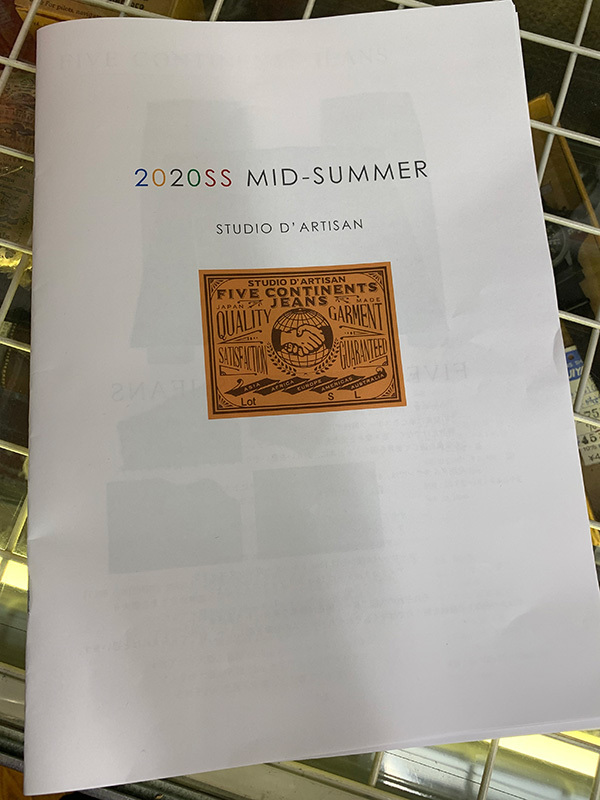 2020SS MID-SUMMER
STUDIO D'ARTISAN
STUDIO D'ARTISAN
FIVE CONTINENTS
JEANS
JAPAN MADE
QUALITY GARMENT
SATISFACTION GUARANTEED
ASIA AFRICA EUROPE AMERICAS AUSTRALIA
Lot S L